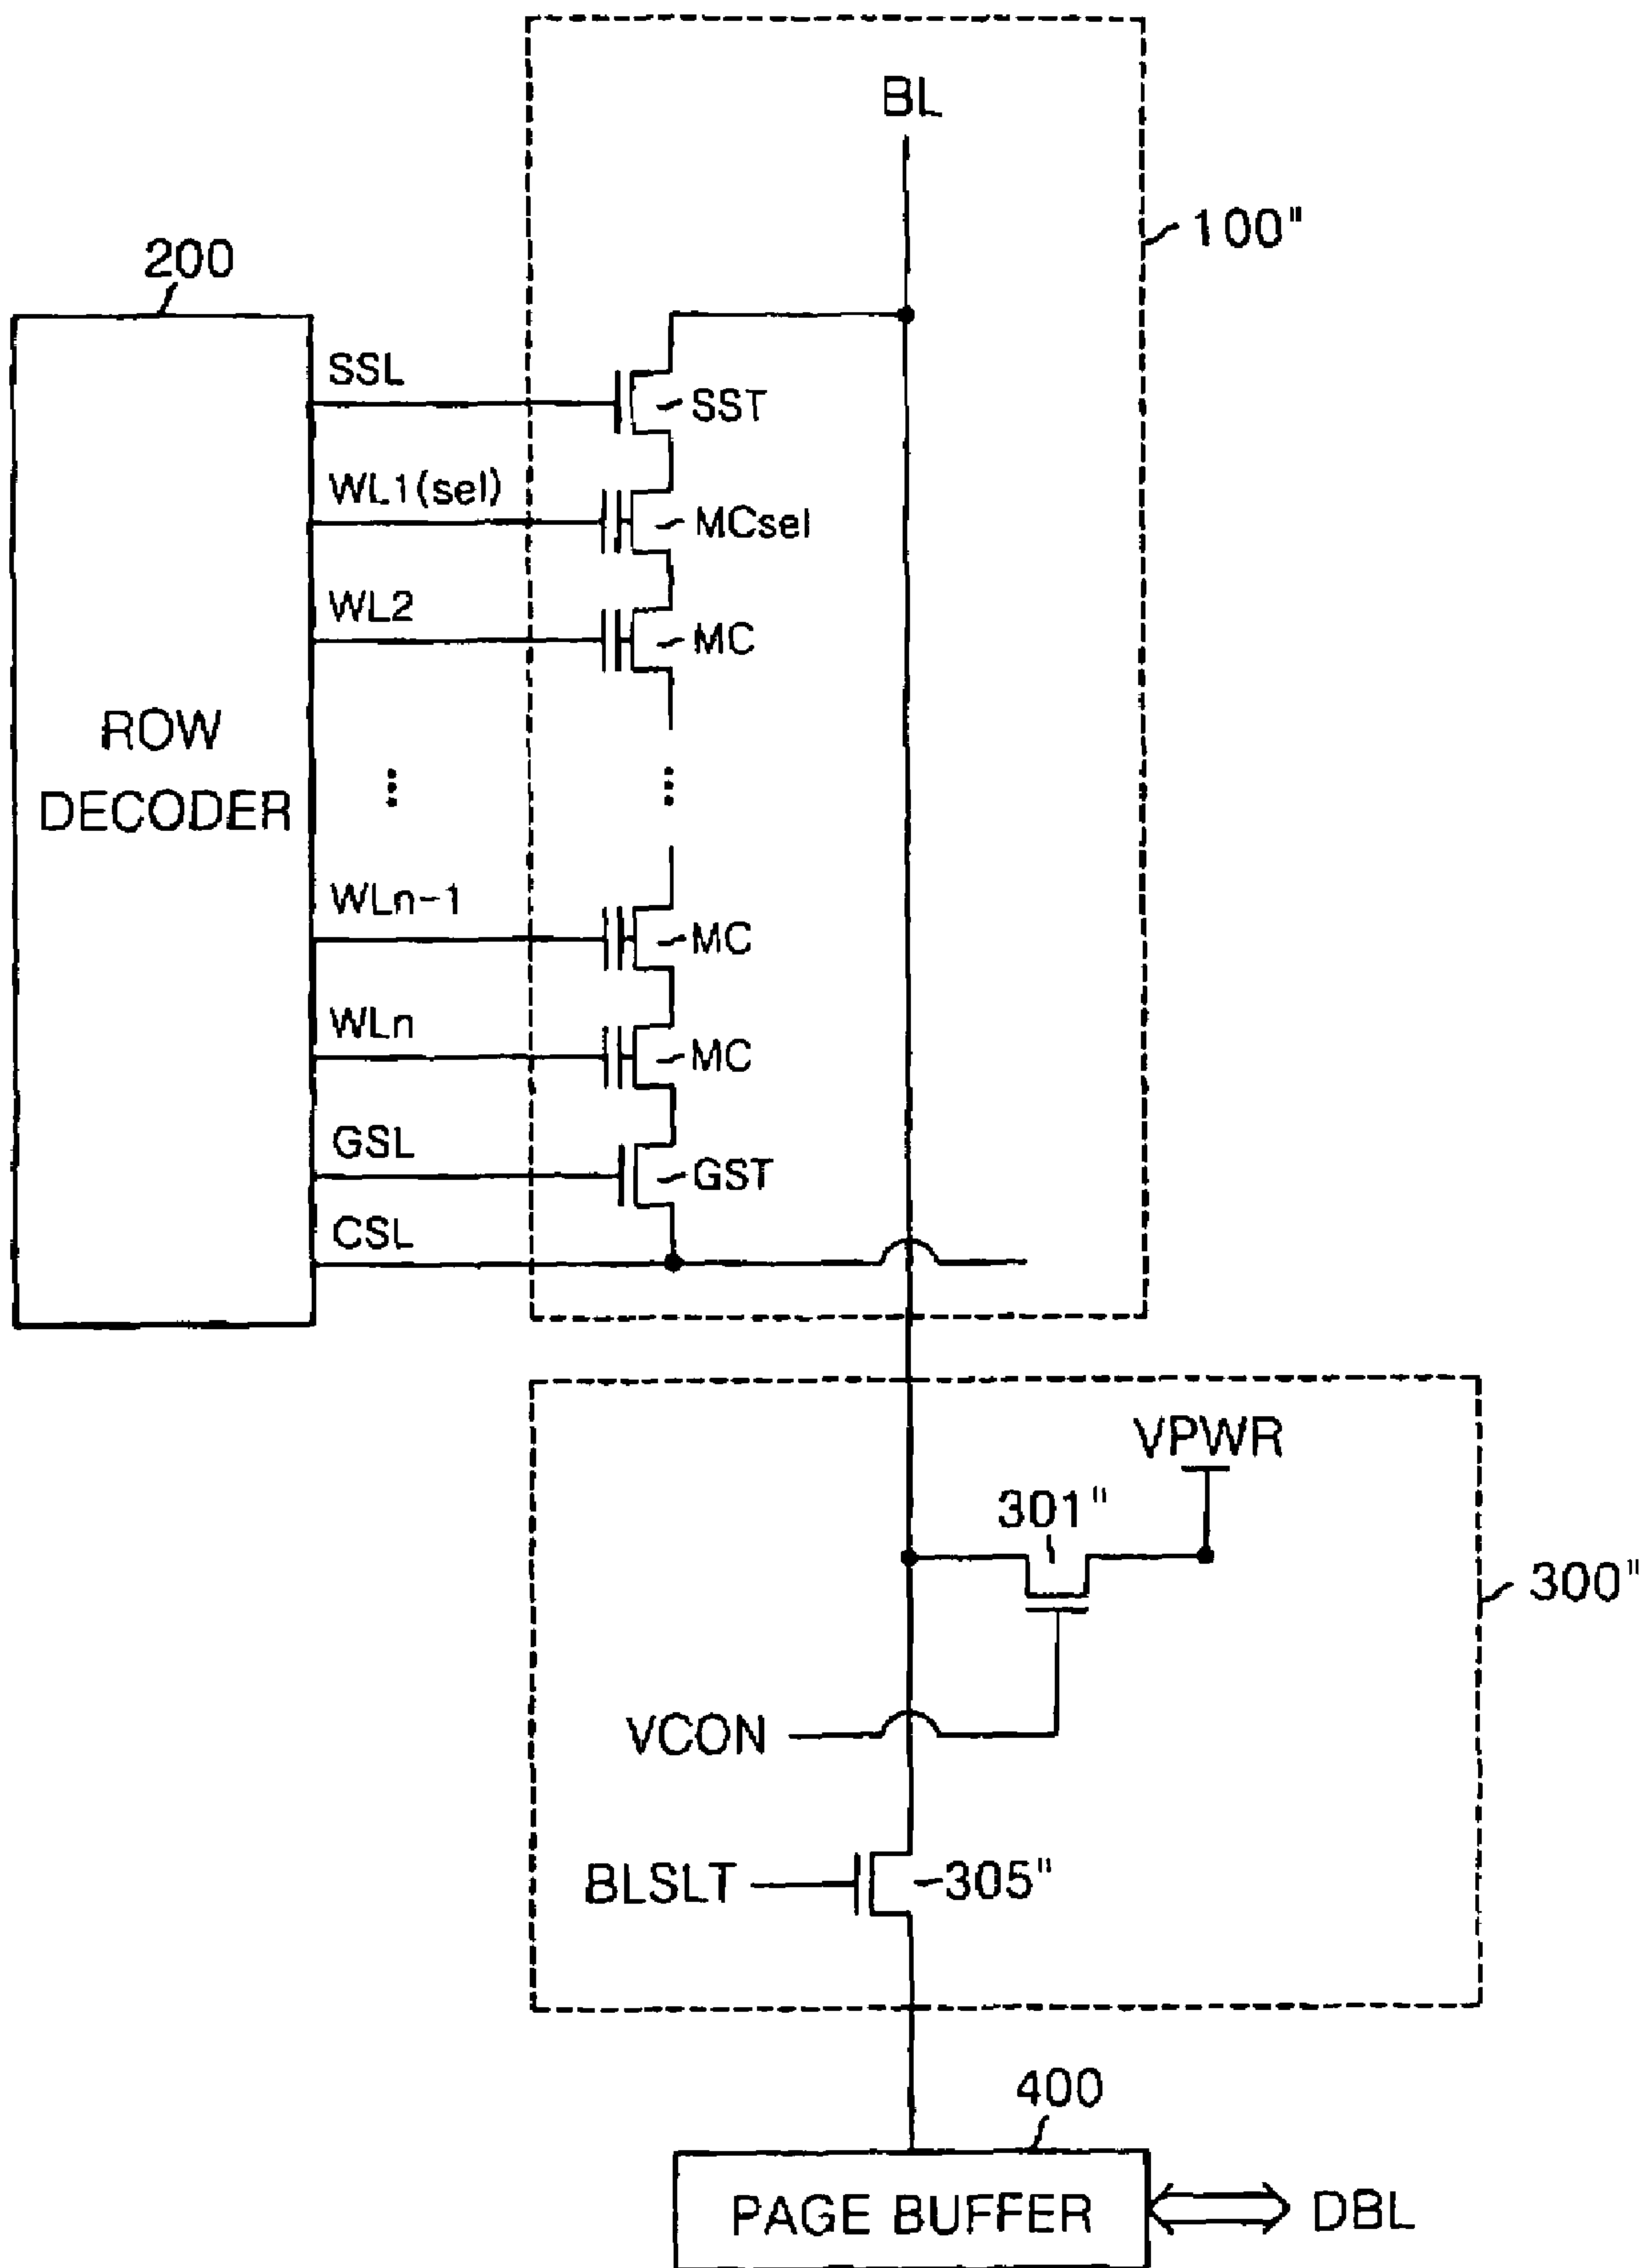 BL
100"
200
SSL
SST
WL1(sel)
MCsel
WL2
MC
ROW
DECODER
...
...
WLn-1
MC
WLn
MC
GSL
GST
CSL
VPWR
301"
300"
VCON
BLSLT
305"
400
PAGE BUFFER
DBL